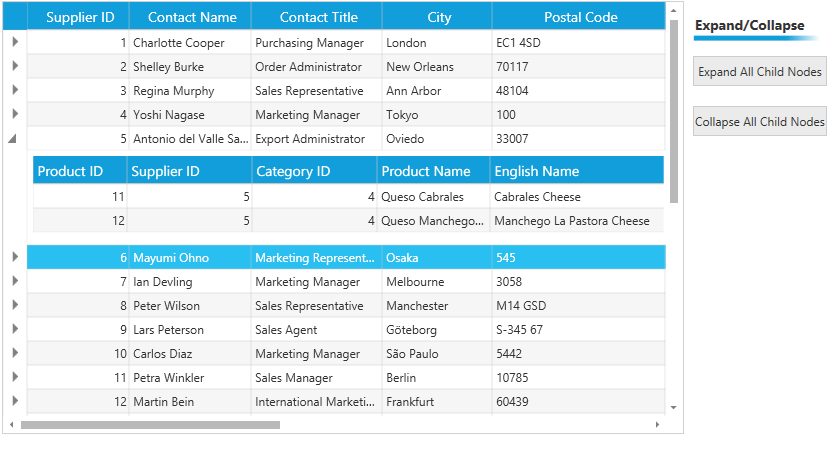 Supplier ID Contact Name Contact Title City Postal Code
1 Charlotte Cooper Purchasing Manager London EC1 4SD
2 Shelley Burke Order Administrator New Orleans 70117
3 Regina Murphy Sales Representative Ann Arbor 48104
4 Yoshi Nagase Marketing Manager Tokyo 100
5 Antonio del Valle Sa... Export Administrator Oviedo 33007
Product ID Supplier ID Category ID Product Name English Name
11 5 4 Queso Cabrales Cabrales Cheese
12 5 4 Queso Manchego... Manchego La Pastora Cheese
6 Mayumi Ohno Marketing Represent... Osaka 545
7 Ian Devling Marketing Manager Melbourne 3058
8 Peter Wilson Sales Representative Manchester M14 GSD
9 Lars Peterson Sales Agent Göteborg S-345 67
10 Carlos Diaz Marketing Manager São Paulo 5442
11 Petra Winkler Sales Manager Berlin 10785
12 Martin Bein International Marketi... Frankfurt 60439
Expand/Collapse
Expand All Child Nodes
Collapse All Child Nodes